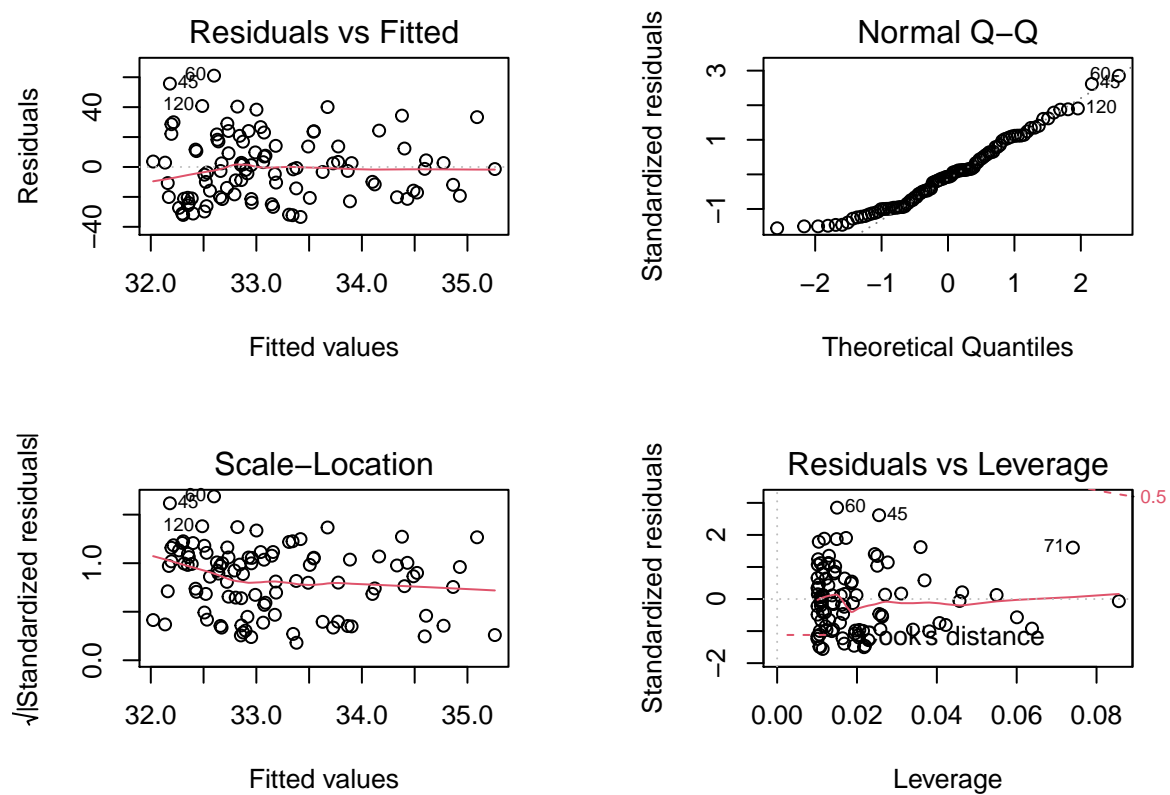 Residuals vs Fitted
Residuals
40
0
−40
60
45
120
32.0 33.0 34.0 35.0
Fitted values
Normal Q−Q
Standardized residuals
3
1
−1
60
45
120
−2 −1 0 1 2
Theoretical Quantiles
Scale−Location
√|Standardized residuals|
1.0
0.0
60
45
120
32.0 33.0 34.0 35.0
Fitted values
Residuals vs Leverage
Standardized residuals
2
0
−2
0.5
60
45
71
Cook's distance
0.00 0.02 0.04 0.06 0.08
Leverage